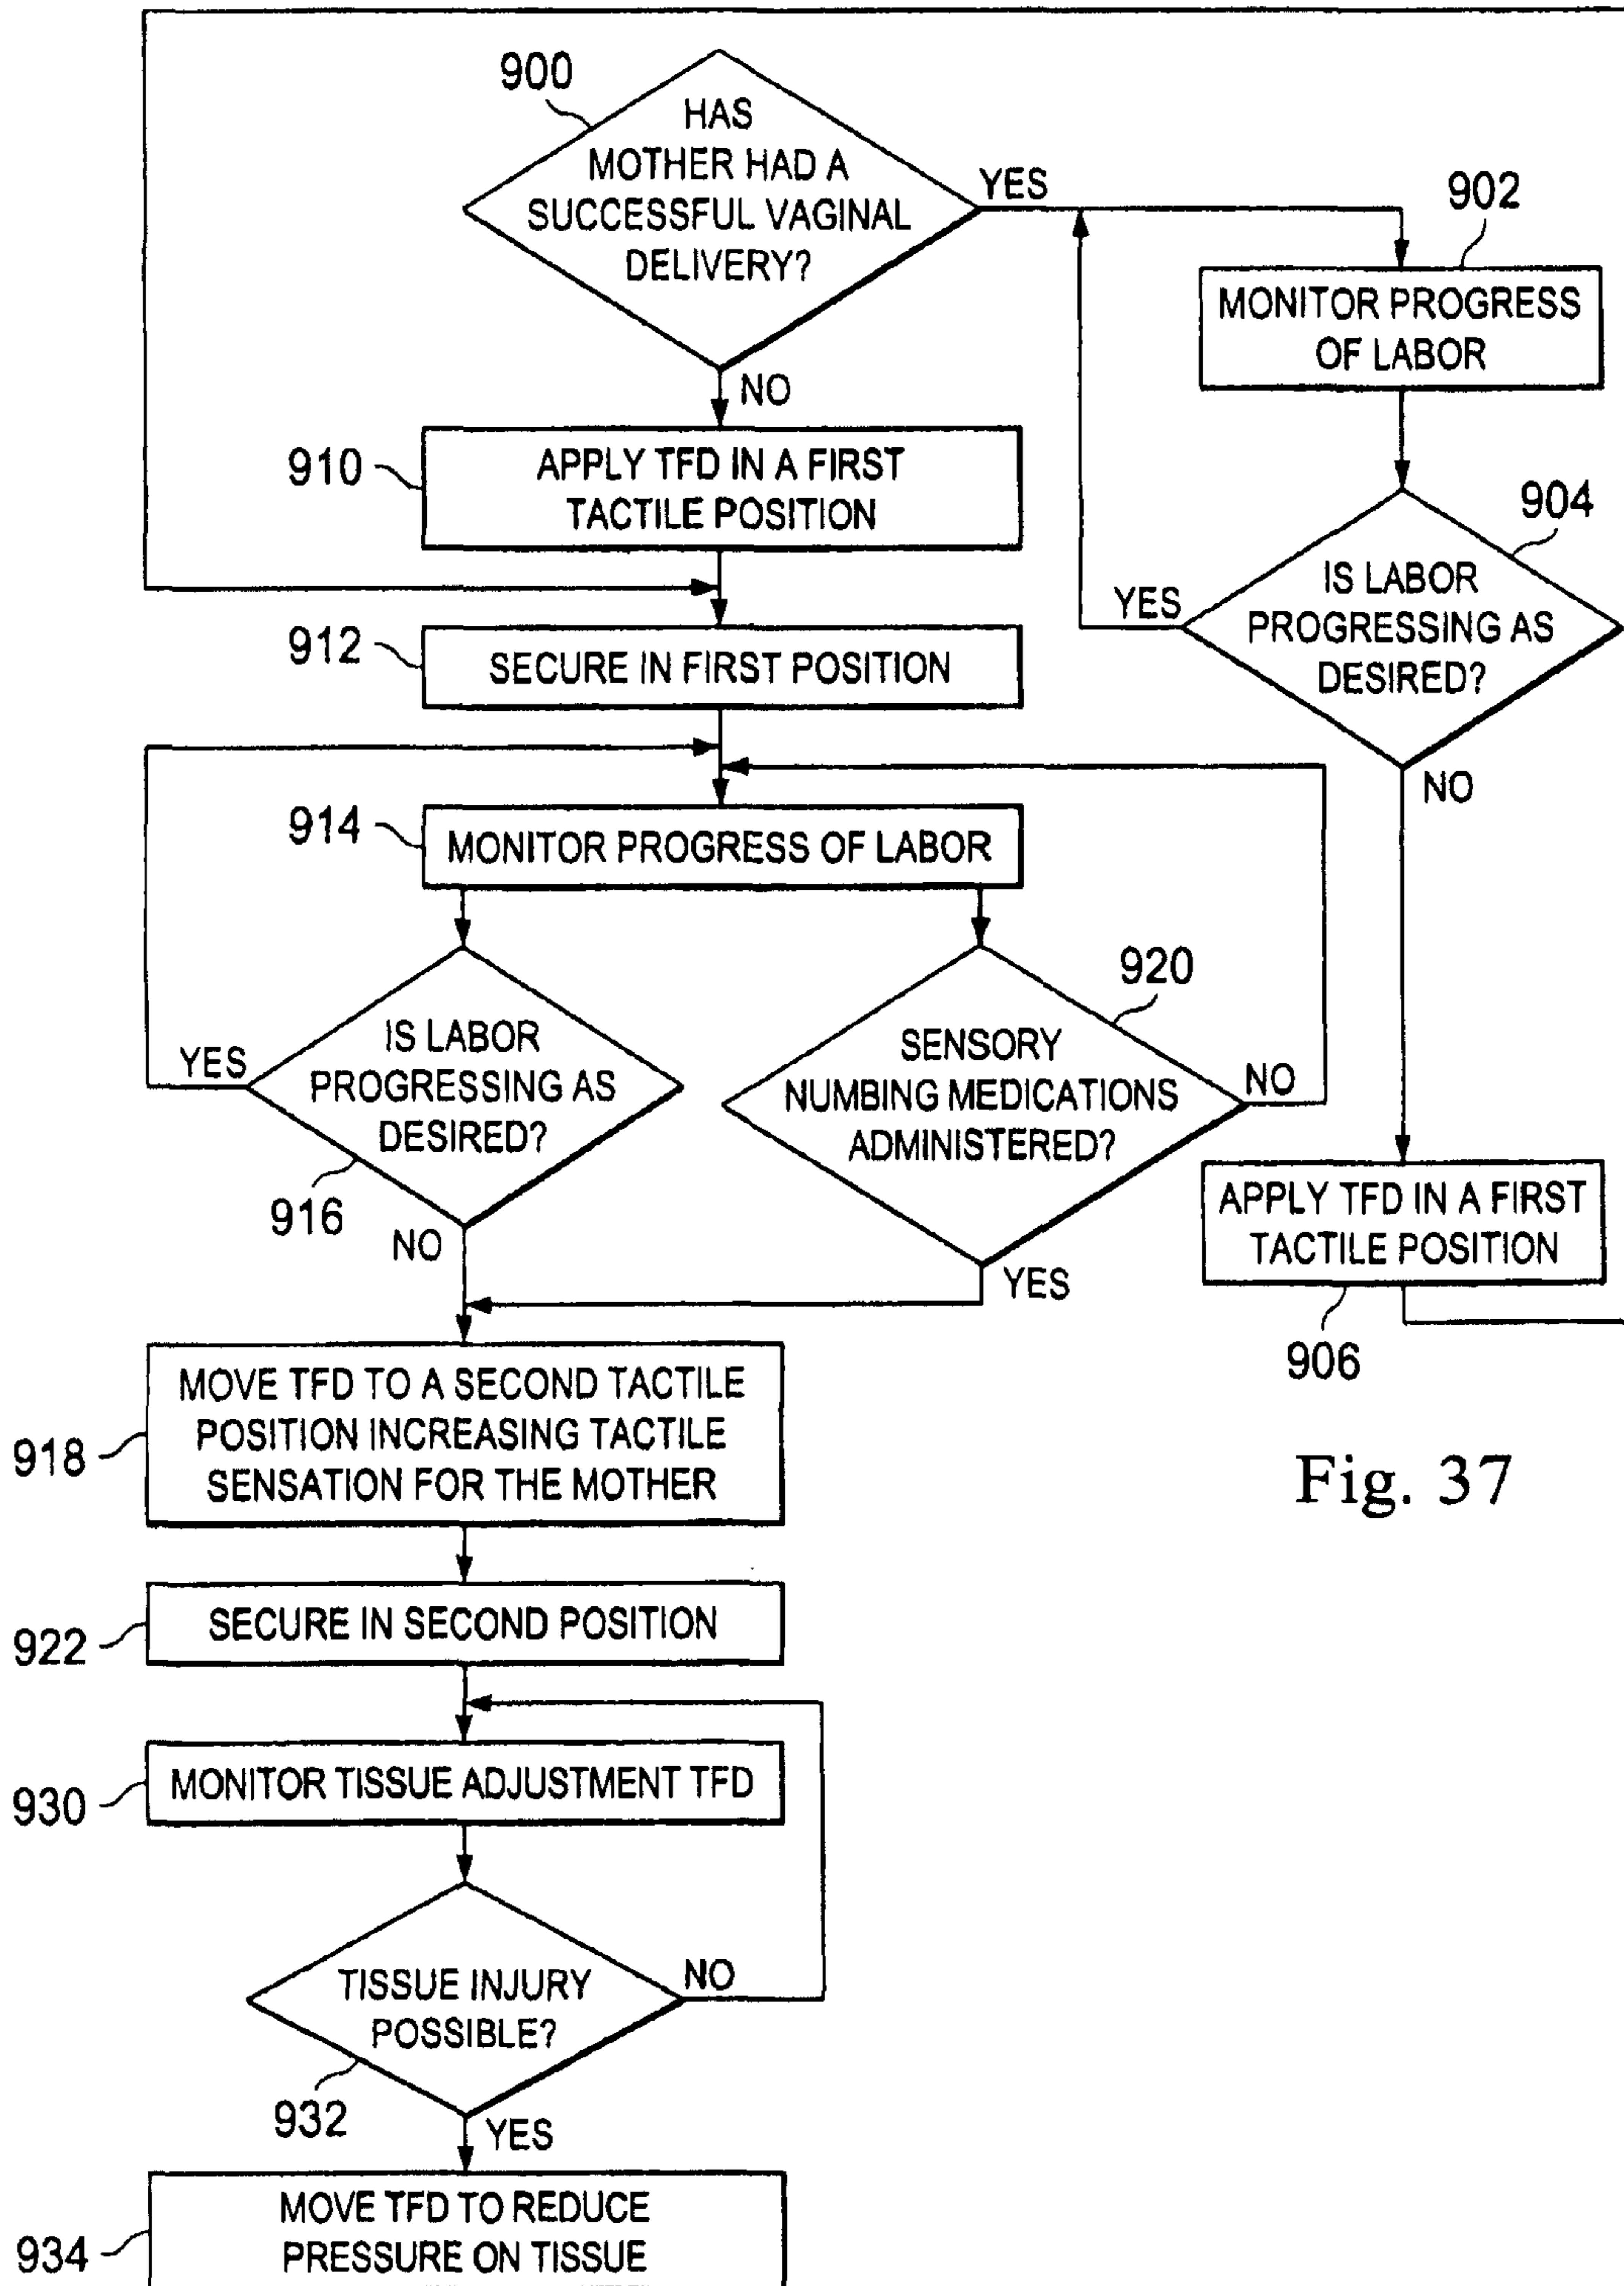 900
HAS
MOTHER HAD A
SUCCESSFUL VAGINAL
DELIVERY?
YES
NO
902
MONITOR PROGRESS
OF LABOR
904
IS LABOR
PROGRESSING AS
DESIRED?
YES
NO
906
APPLY TFD IN A FIRST
TACTILE POSITION
910
APPLY TFD IN A FIRST
TACTILE POSITION
912
SECURE IN FIRST POSITION
914
MONITOR PROGRESS OF LABOR
916
IS LABOR
PROGRESSING AS
DESIRED?
YES
NO
920
SENSORY
NUMBING MEDICATIONS
ADMINISTERED?
NO
YES
918
MOVE TFD TO A SECOND TACTILE
POSITION INCREASING TACTILE
SENSATION FOR THE MOTHER
922
SECURE IN SECOND POSITION
930
MONITOR TISSUE ADJUSTMENT TFD
932
TISSUE INJURY
POSSIBLE?
NO
YES
934
MOVE TFD TO REDUCE
PRESSURE ON TISSUE
Fig. 37